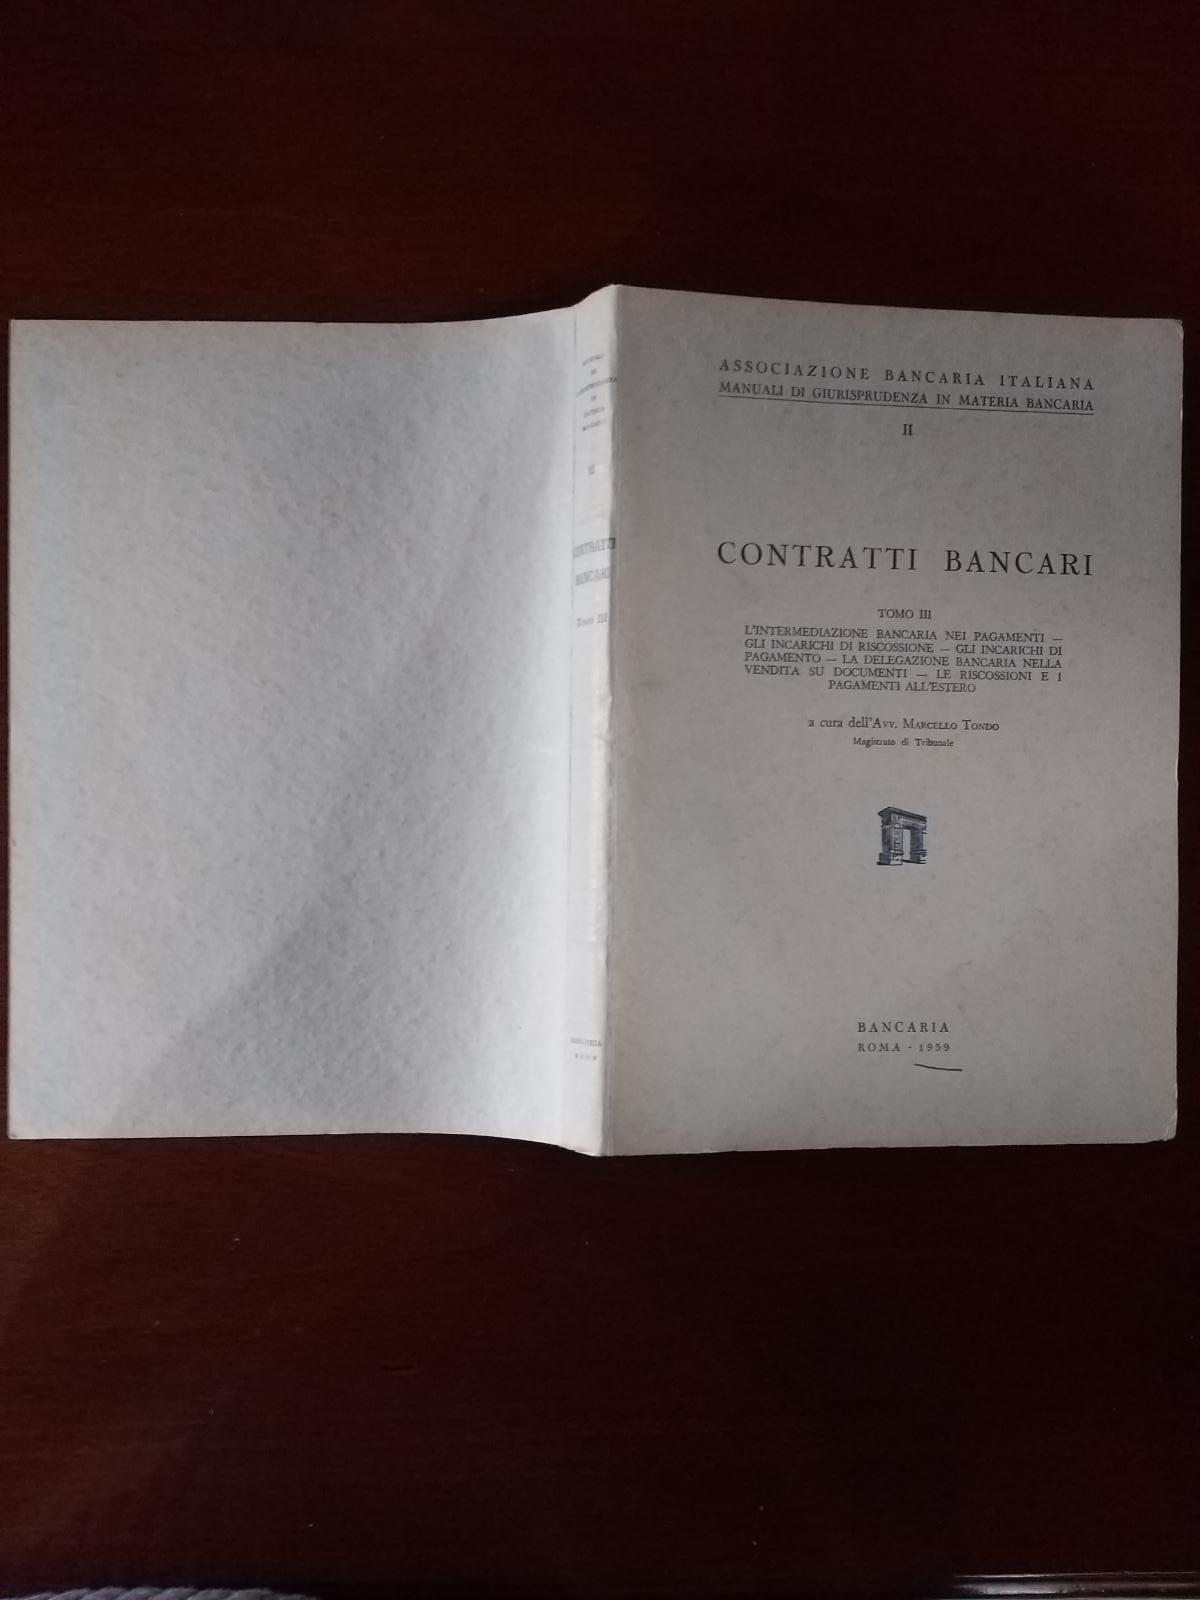 ASSOCIAZIONE BANCARIA ITALIANA
MANUALI DI GIURISPRUDENZA IN MATERIA BANCARIA
II
CONTRATTI BANCARI
TOMO III
L'INTERMEDIAZIONE BANCARIA NEI PAGAMENTI —
GLI INCARICHI DI RISCOSSIONE — GLI INCARICHI DI
PAGAMENTO — LA DELEGAZIONE BANCARIA NELLA
VENDITA SU DOCUMENTI — LE RISCOSSIONI E I
PAGAMENTI ALL'ESTERO
a cura dell'Avv. MARCELLO TONDO
Magistrato di Tribunale
BANCARIA
ROMA - 1959
II
CONTRATTI
BANCARI
TOMO III